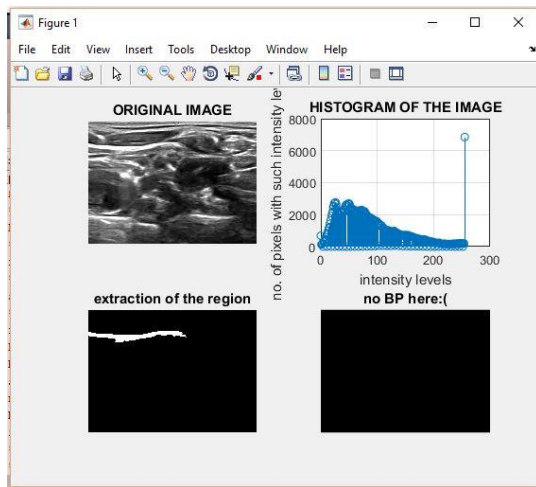 Figure 1
File Edit View Insert Tools Desktop Window Help
ORIGINAL IMAGE
HISTOGRAM OF THE IMAGE
no. of pixels with such intensity le
8000
6000
4000
2000
0
0 100 200 300
intensity levels
extraction of the region
no BP here:(